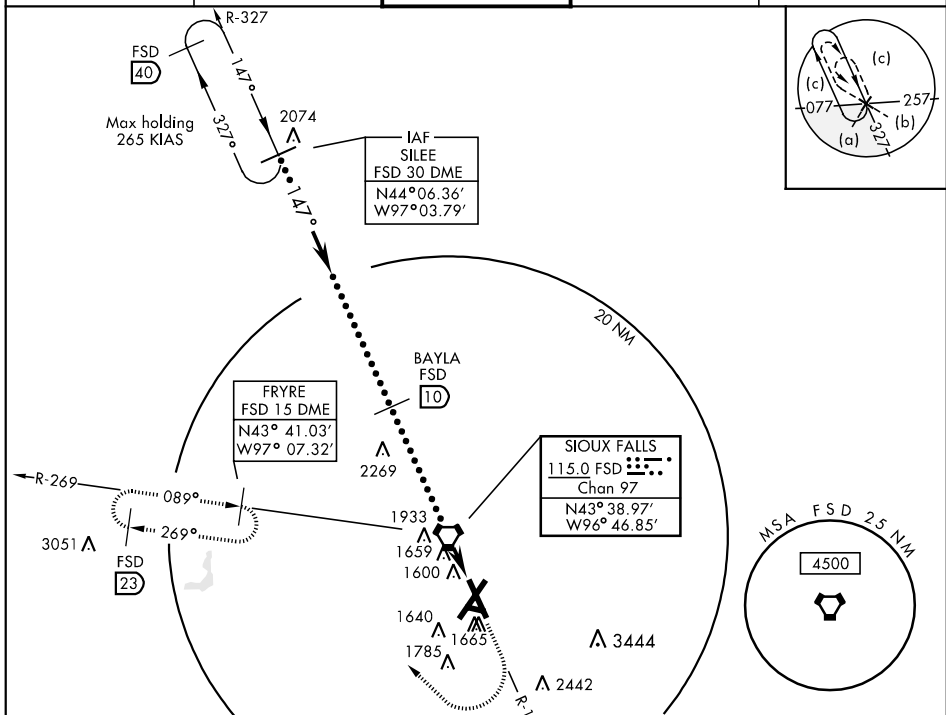 R-327
FSD
40
147°
327°
Max holding
265 KIAS
2074
IAF
SILEE
FSD 30 DME
N44° 06.36'
W97° 03.79'
147°
(c)
(c)
077
257
(b)
(a)
327
20 NM
BAYLA
FSD
10
FRYRE
FSD 15 DME
N43° 41.03'
W97° 07.32'
2269
SIOUX FALLS
115.0 FSD
Chan 97
N43° 38.97'
W96° 46.85'
R-269
089°
269°
3051
FSD
23
1933
1659
1600
1640
1665
1785
3444
2442
MSA FSD 25 NM
4500